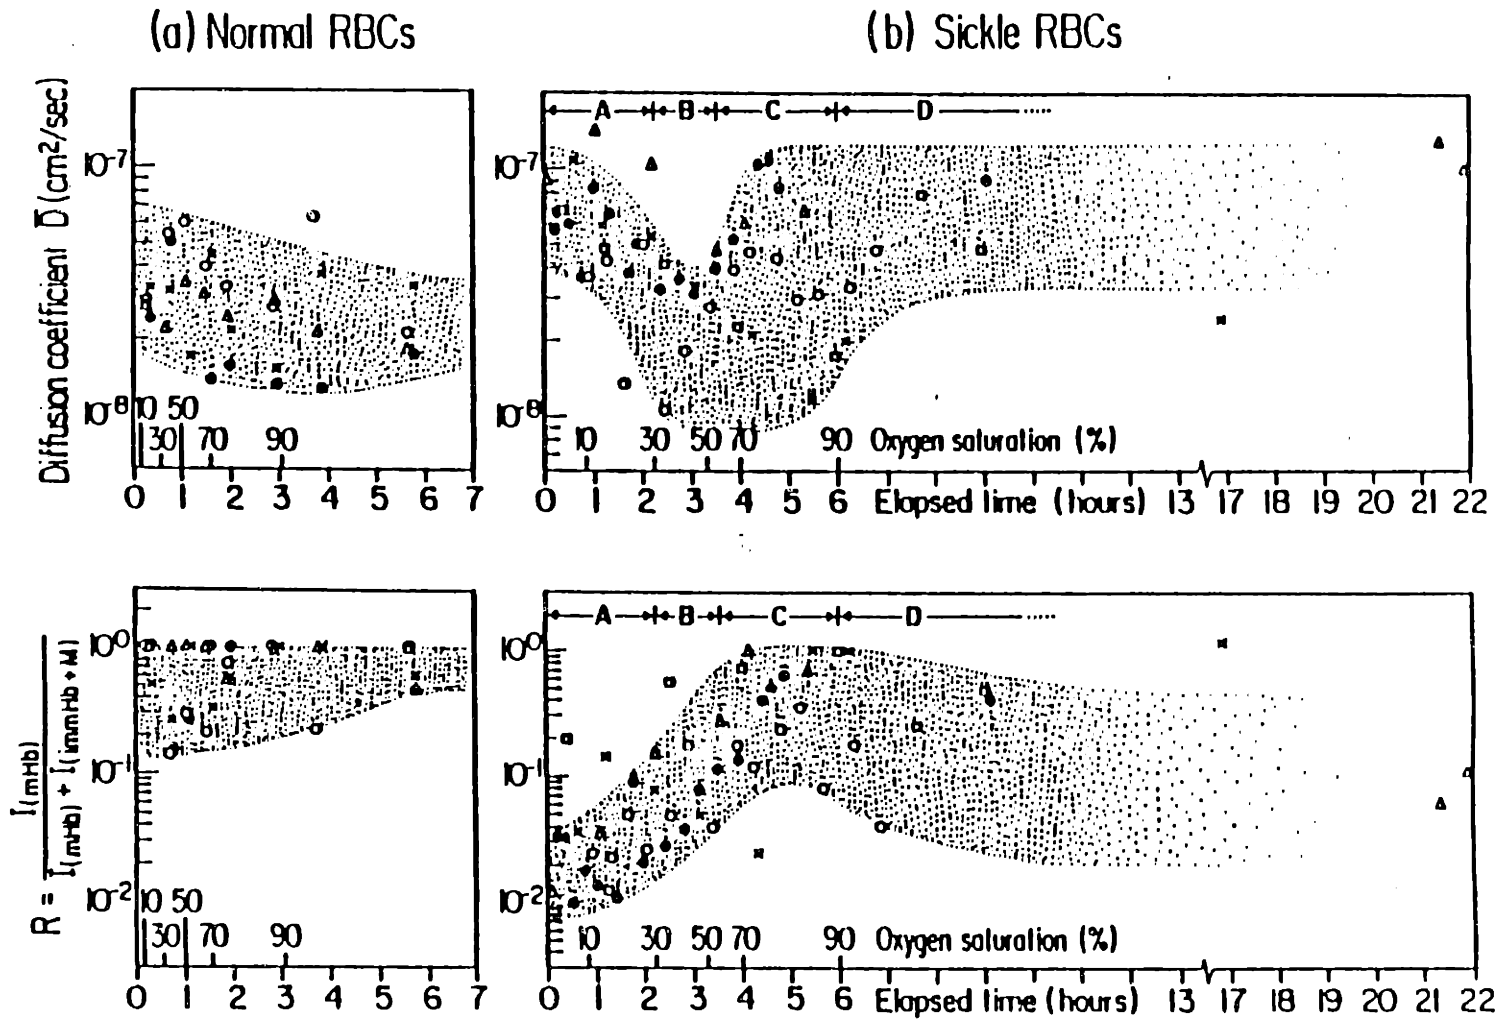 (a) Normal RBCs
(b) Sickle RBCs
Diffusion coefficient D̅ (cm²/sec)
10⁻⁷
10⁻⁸
10 50
30 70 90
0 1 2 3 4 5 6 7
A B C D
10⁻⁷
10⁻⁸
10 30 50 70 90 Oxygen saturation (%)
0 1 2 3 4 5 6 Elapsed time (hours) 13 17 18 19 20 21 22
R = I(mHb) / I(mHb) + I(immHb + M)
10⁰
10⁻¹
10⁻²
10 50
30 70 90
0 1 2 3 4 5 6 7
A B C D
10⁰
10⁻¹
10⁻²
10 30 50 70 90 Oxygen saturation (%)
0 1 2 3 4 5 6 Elapsed time (hours) 13 17 18 19 20 21 22